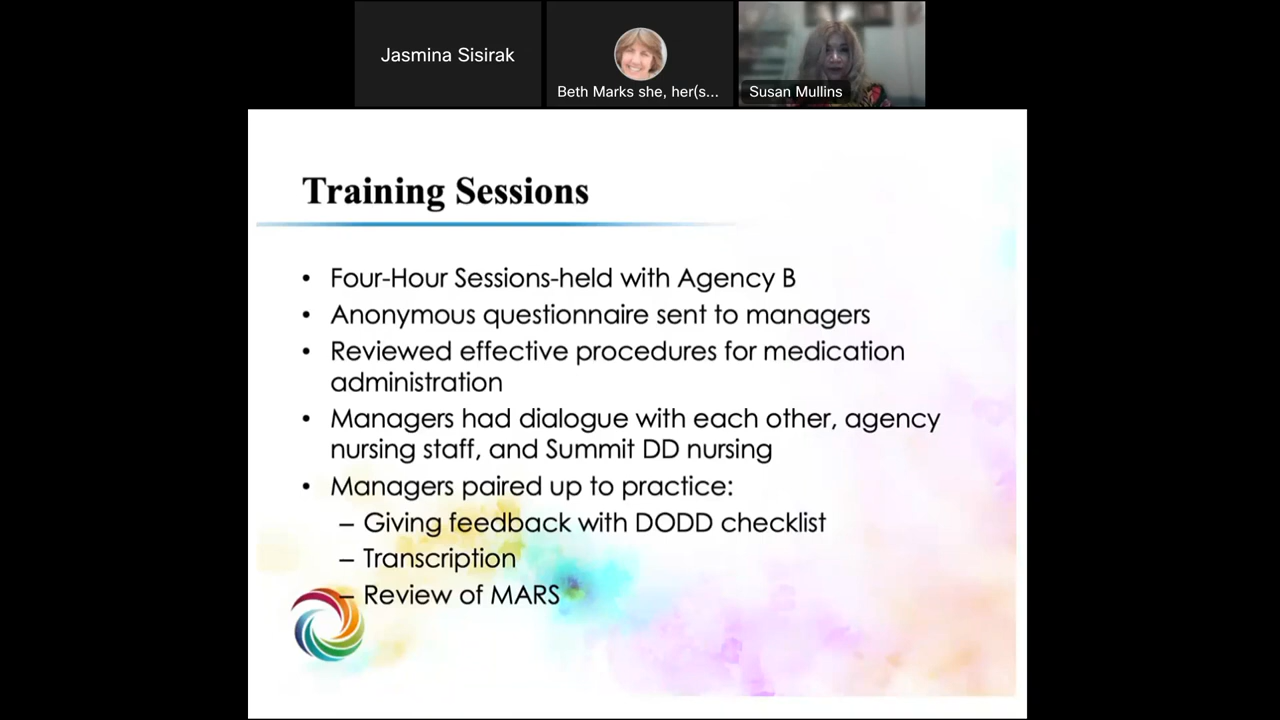 Jasmina Sisirak
Beth Marks she, her(s...
Susan Mullins
Training Sessions
• Four-Hour Sessions-held with Agency B
• Anonymous questionnaire sent to managers
• Reviewed effective procedures for medication
administration
• Managers had dialogue with each other, agency
nursing staff, and Summit DD nursing
• Managers paired up to practice:
– Giving feedback with DODD checklist
– Transcription
– Review of MARS